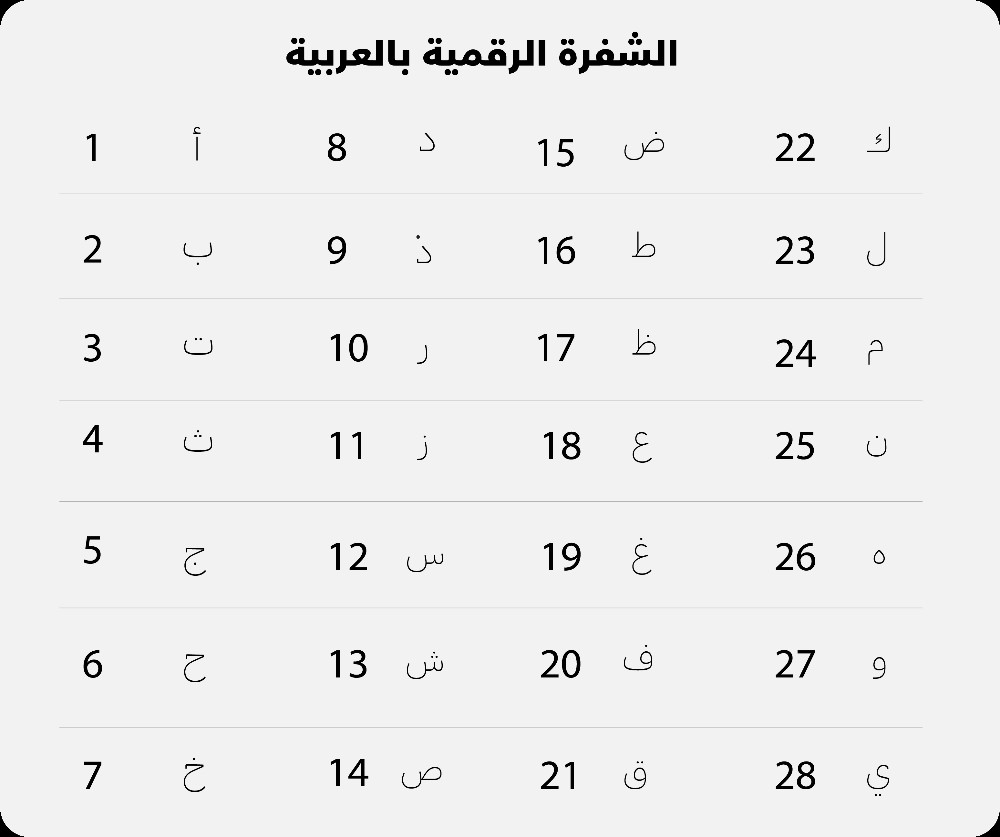 الشفرة الرقمية بالعربية
1 أ 8 د 15 ض 22 ك
2 ب 9 ذ 16 ط 23 ل
3 ت 10 ر 17 ظ 24 م
4 ث 11 ز 18 ع 25 ن
5 ج 12 س 19 غ 26 ه
6 ح 13 ش 20 ف 27 و
7 خ 14 ص 21 ق 28 ي